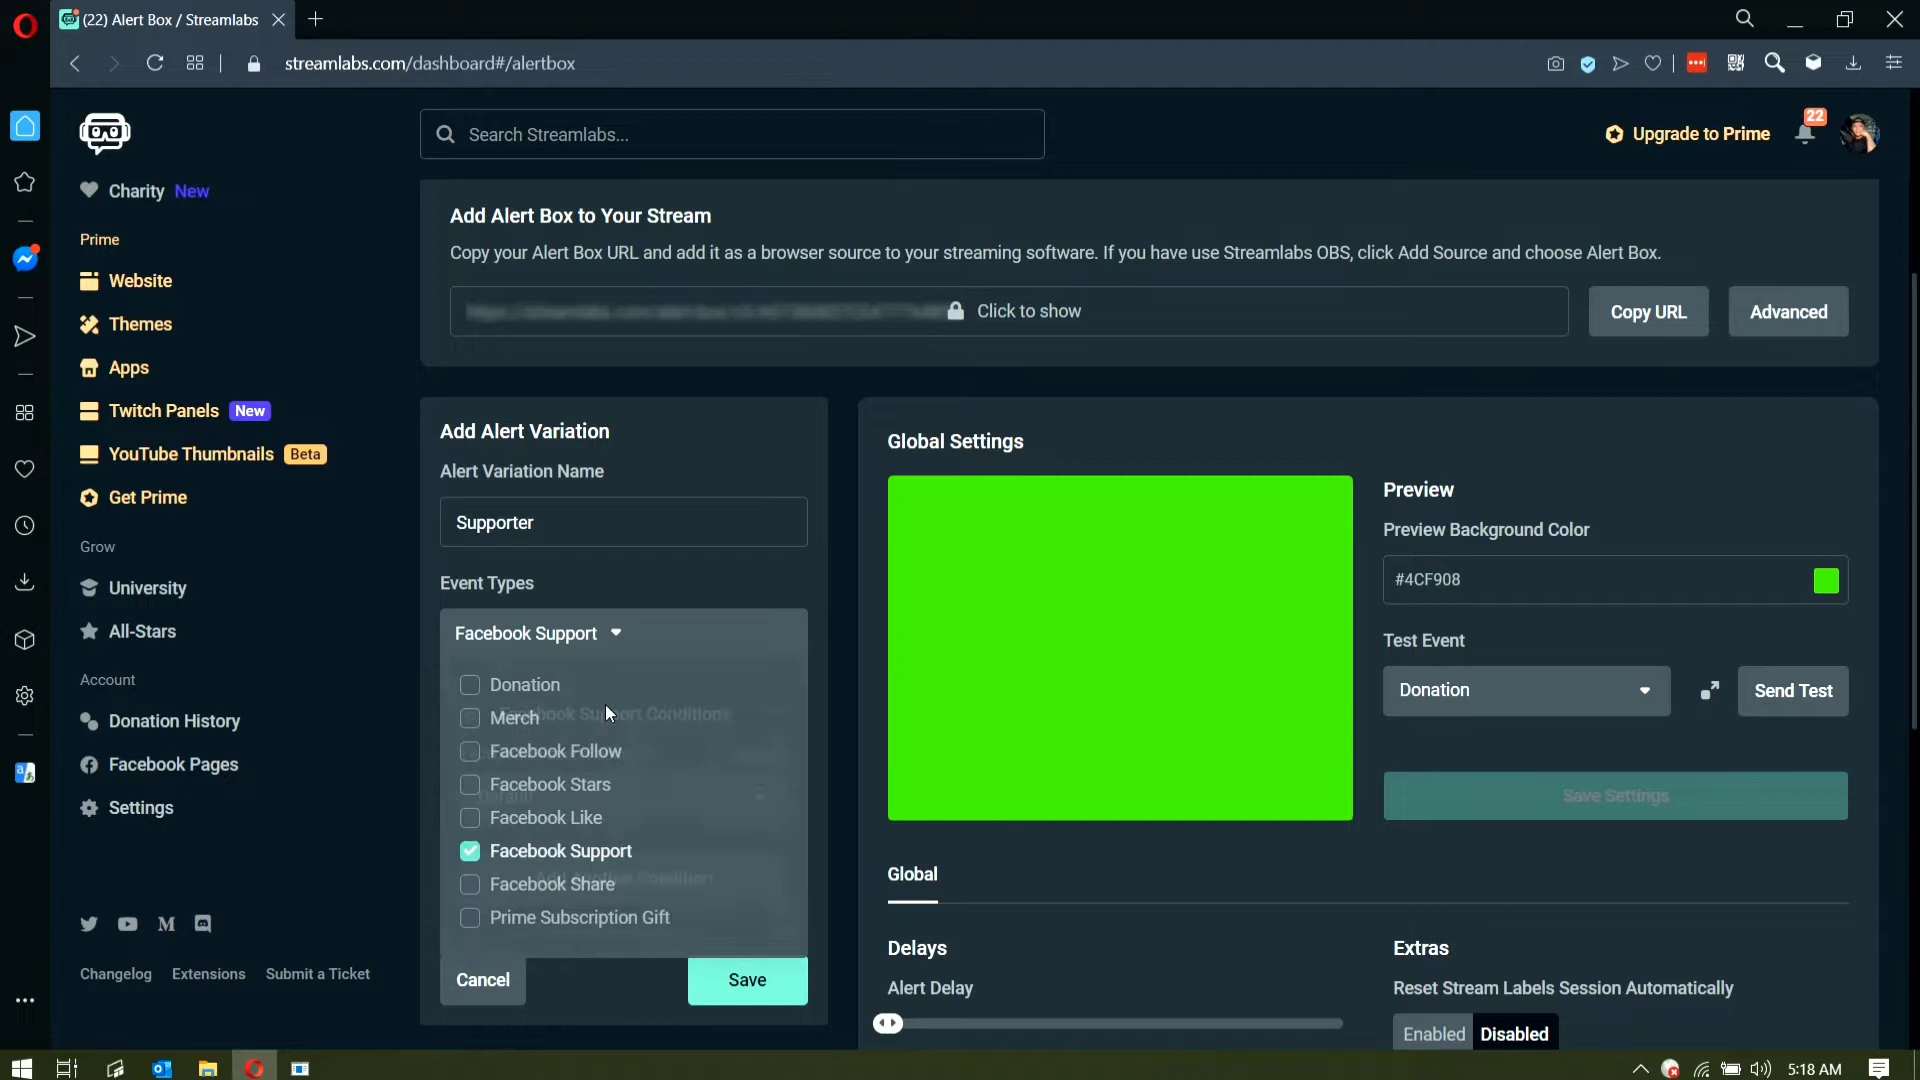 (22) Alert Box / Streamlabs
streamlabs.com/dashboard#/alertbox
Search Streamlabs...
Upgrade to Prime
22
Charity New
Prime
Website
Themes
Apps
Twitch Panels New
YouTube Thumbnails Beta
Get Prime
Grow
University
All-Stars
Account
Donation History
Facebook Pages
Settings
Changelog Extensions Submit a Ticket
Add Alert Box to Your Stream
Copy your Alert Box URL and add it as a browser source to your streaming software. If you have use Streamlabs OBS, click Add Source and choose Alert Box.
Click to show
Copy URL
Advanced
Add Alert Variation
Alert Variation Name
Supporter
Event Types
Facebook Support
Donation
Merch
Facebook Follow
Facebook Stars
Facebook Like
Facebook Support
Facebook Share
Prime Subscription Gift
Cancel
Save
Global Settings
Preview
Preview Background Color
#4CF908
Test Event
Donation
Send Test
Save Settings
Global
Delays
Alert Delay
Extras
Reset Stream Labels Session Automatically
Enabled Disabled
5:18 AM